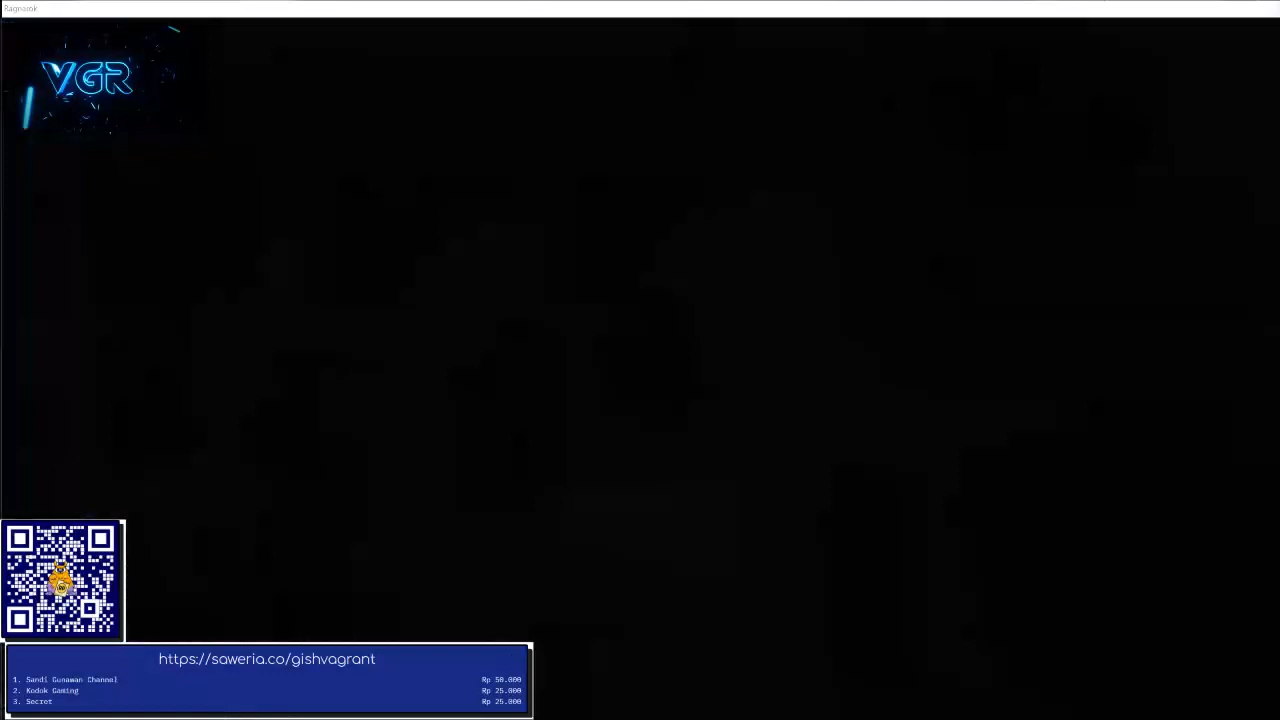 Ragnarok
VGR
https://saweria.co/gishvagrant
1. Sandi Gunawan Channel Rp 50.000
2. Kodok Gaming Rp 25.000
3. Secret Rp 25.000